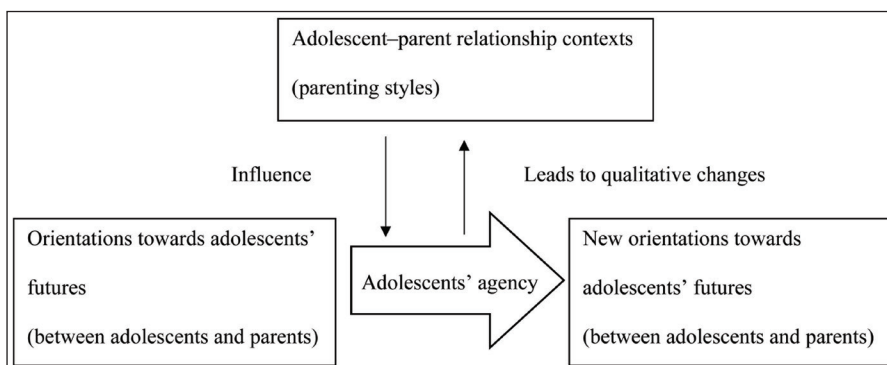 Adolescent–parent relationship contexts
(parenting styles)
Influence
Leads to qualitative changes
Orientations towards adolescents’
futures
(between adolescents and parents)
Adolescents’ agency
New orientations towards
adolescents’ futures
(between adolescents and parents)